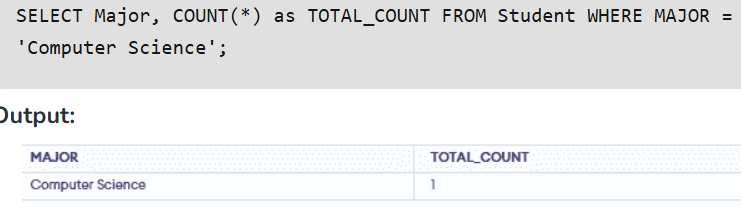 SELECT Major, COUNT(*) as TOTAL_COUNT FROM Student WHERE MAJOR =
'Computer Science';
Output:
MAJOR TOTAL_COUNT
Computer Science 1